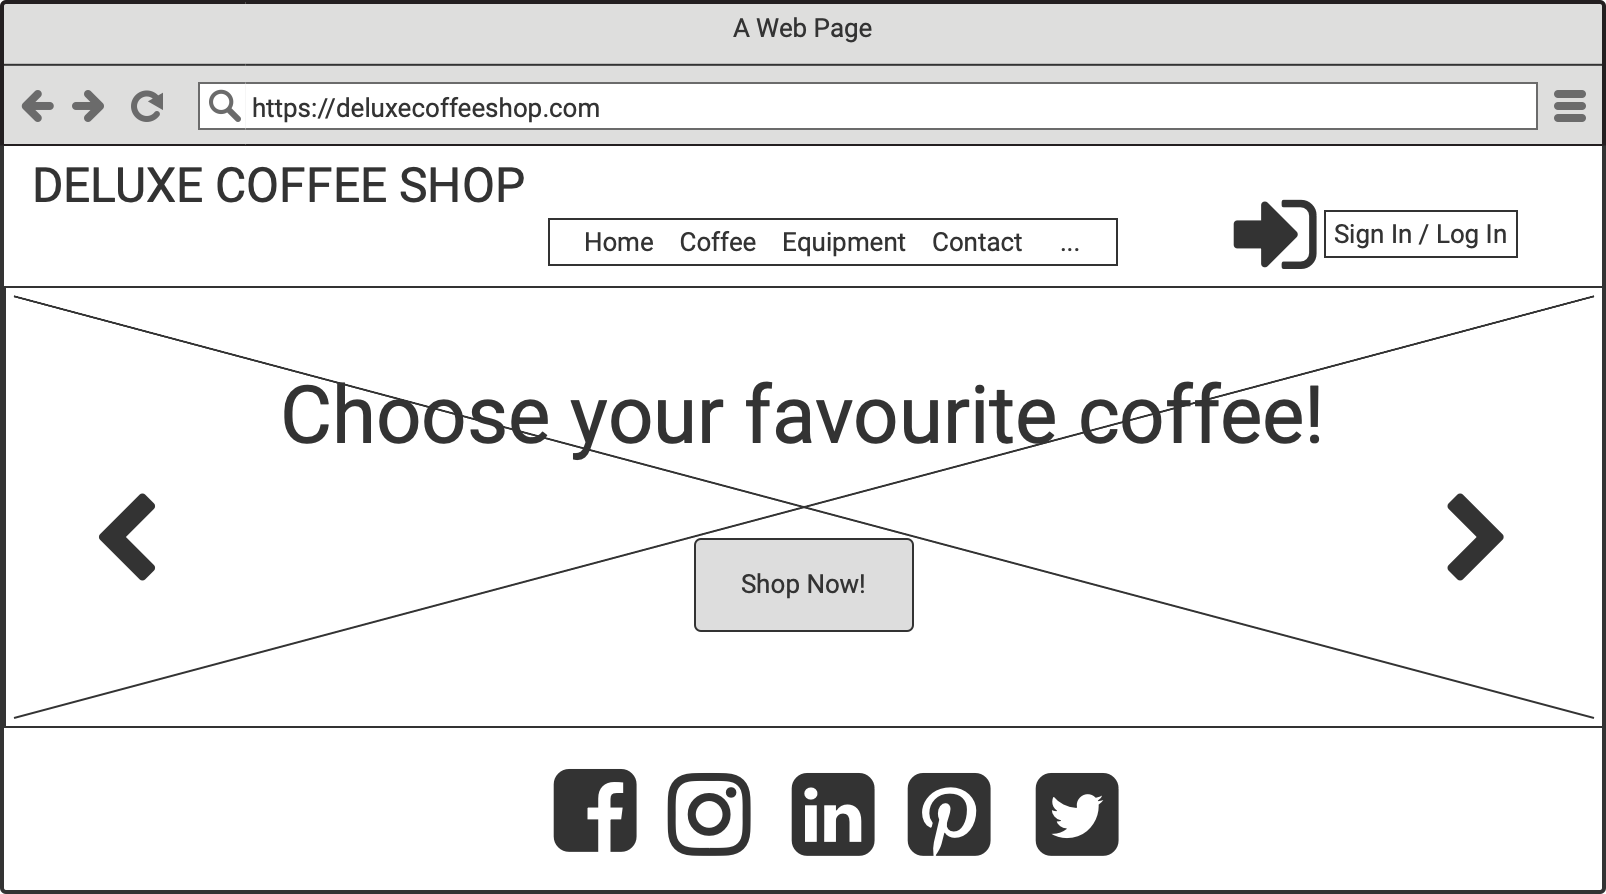 A Web Page
https://deluxecoffeeshop.com
DELUXE COFFEE SHOP
Home Coffee Equipment Contact ...
Sign In / Log In
Choose your favourite coffee!
Shop Now!